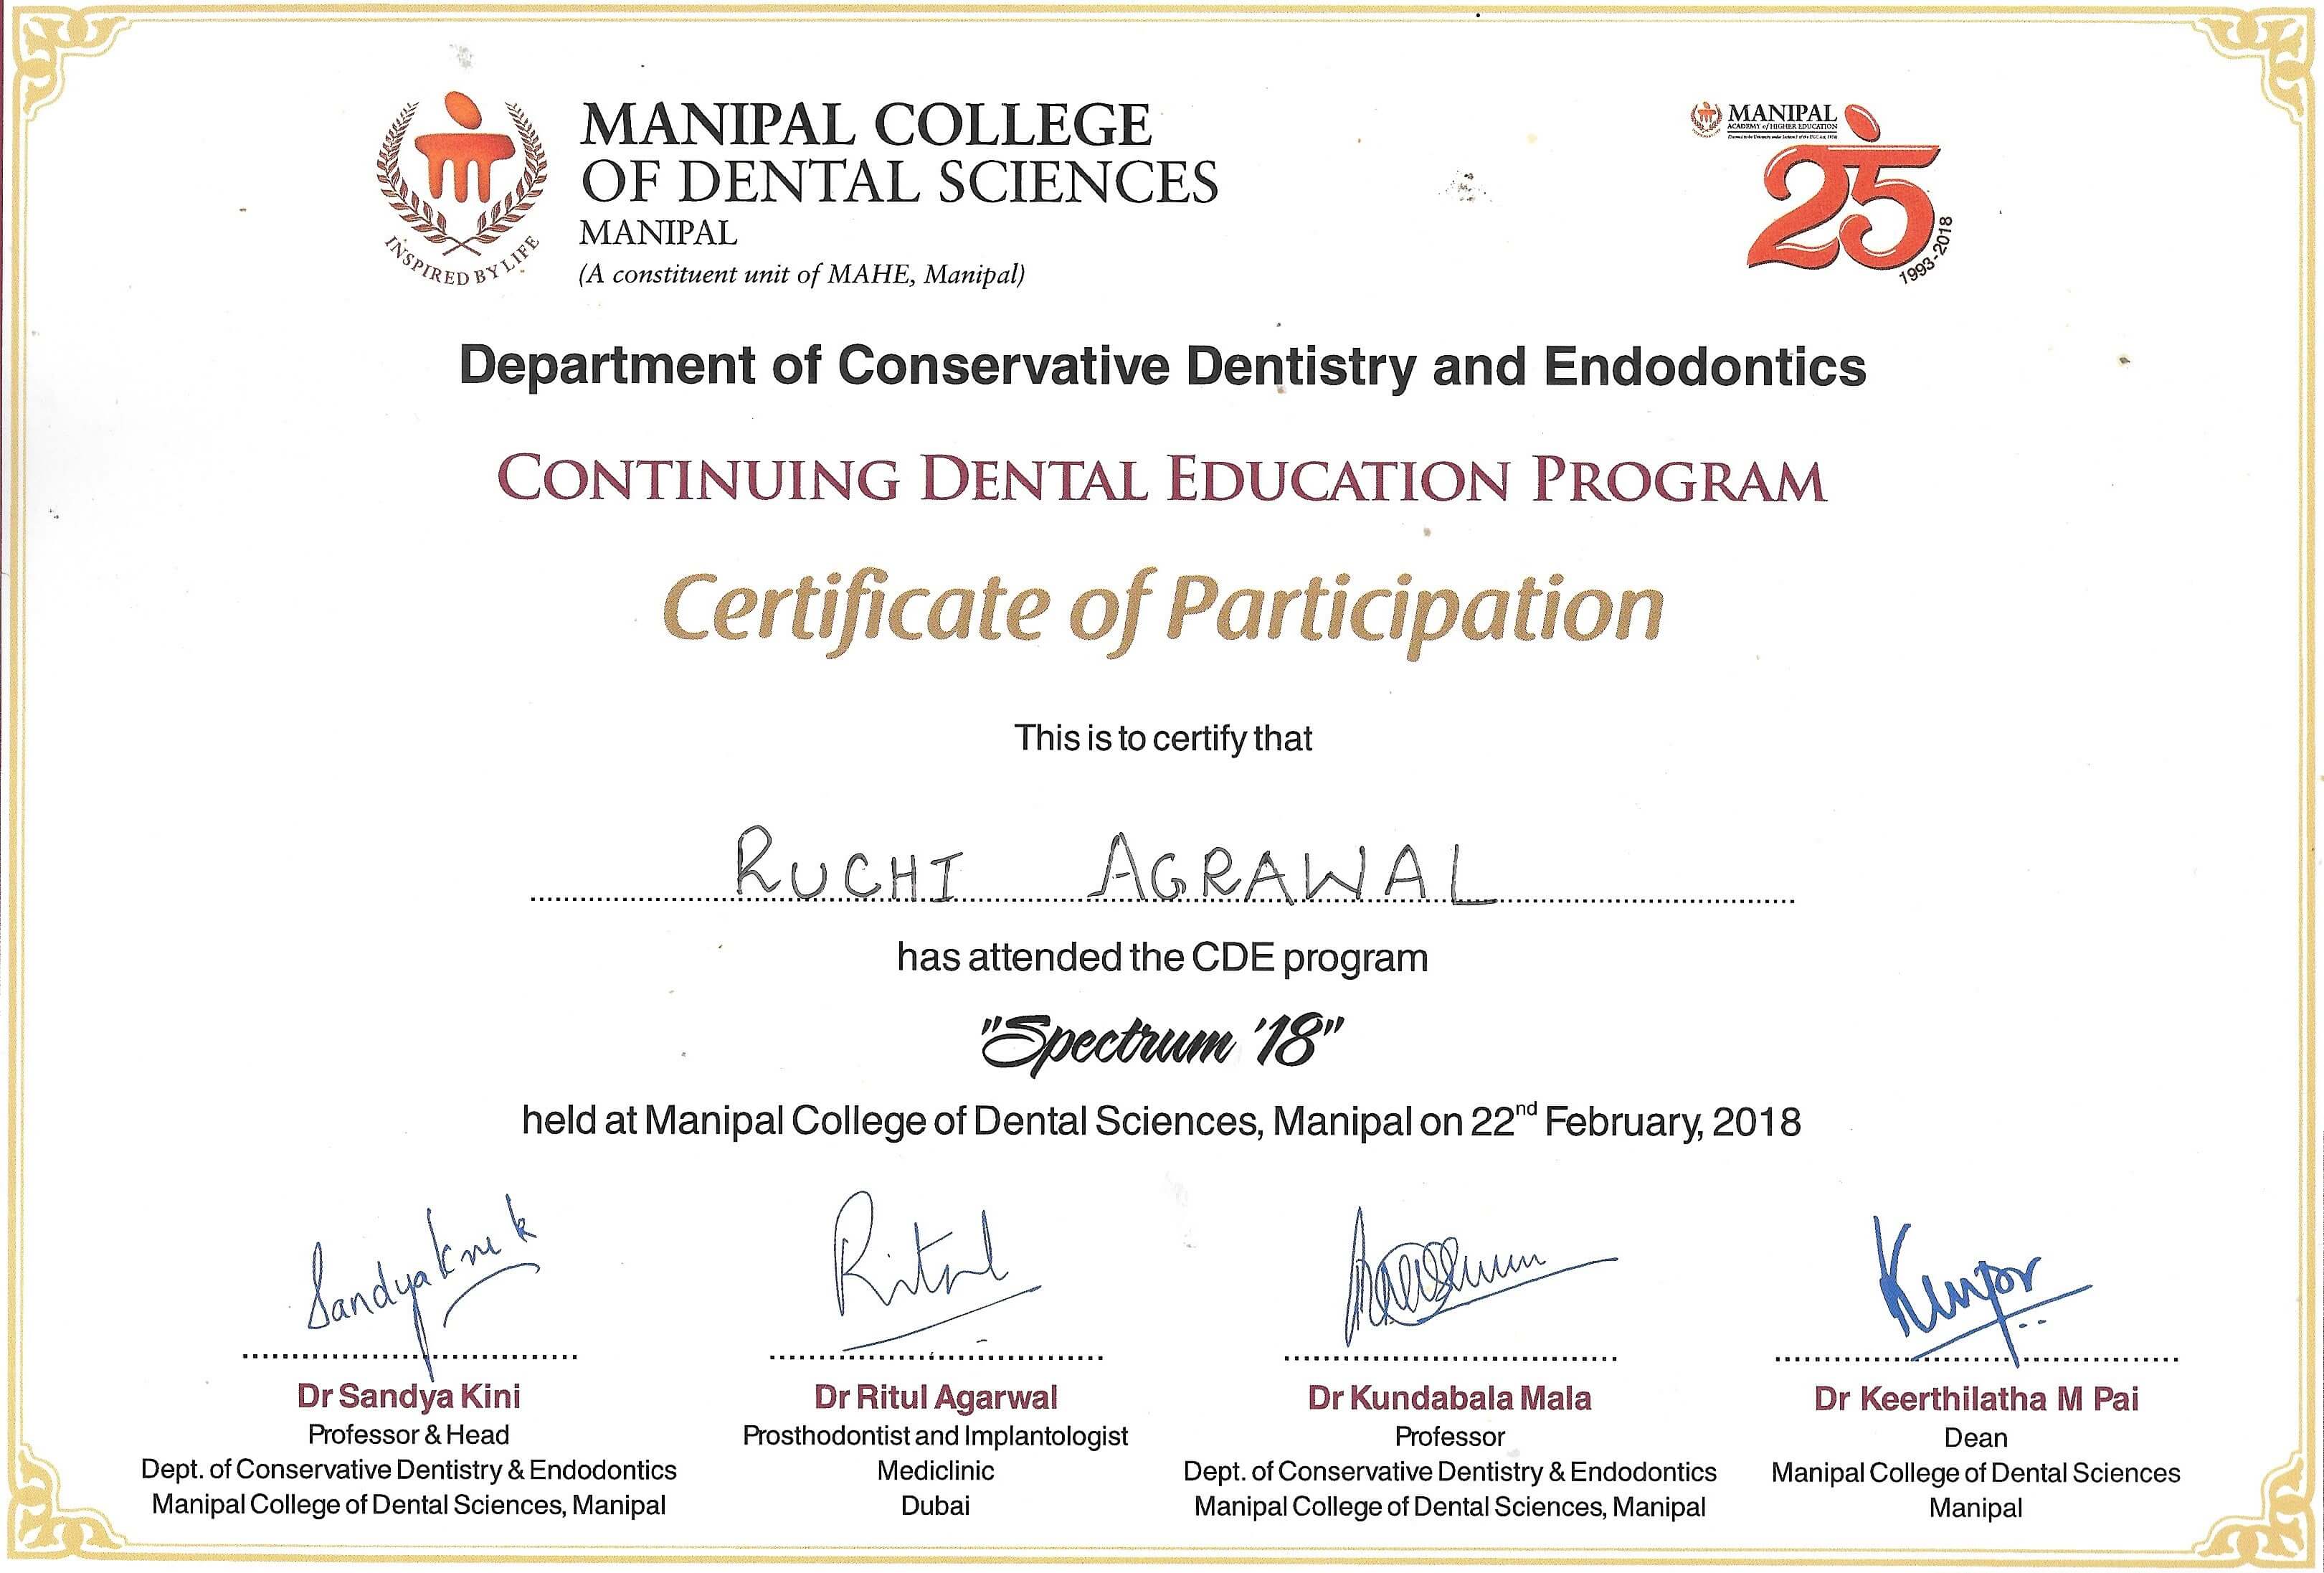 MANIPAL COLLEGE
OF DENTAL SCIENCES
MANIPAL
(A constituent unit of MAHE, Manipal)
INSPIRED BY LIFE
MANIPAL
ACADEMY of HIGHER EDUCATION
25
1993-2018
Department of Conservative Dentistry and Endodontics
CONTINUING DENTAL EDUCATION PROGRAM
Certificate of Participation
This is to certify that
RUCHI AGRAWAL
has attended the CDE program
"Spectrum '18"
held at Manipal College of Dental Sciences, Manipal on 22nd February, 2018
Sandya Kini k
Ritul
Dr Sandya Kini
Professor & Head
Dept. of Conservative Dentistry & Endodontics
Manipal College of Dental Sciences, Manipal
Dr Ritul Agarwal
Prosthodontist and Implantologist
Mediclinic
Dubai
Dr Kundabala Mala
Professor
Dept. of Conservative Dentistry & Endodontics
Manipal College of Dental Sciences, Manipal
Dr Keerthilatha M Pai
Dean
Manipal College of Dental Sciences
Manipal